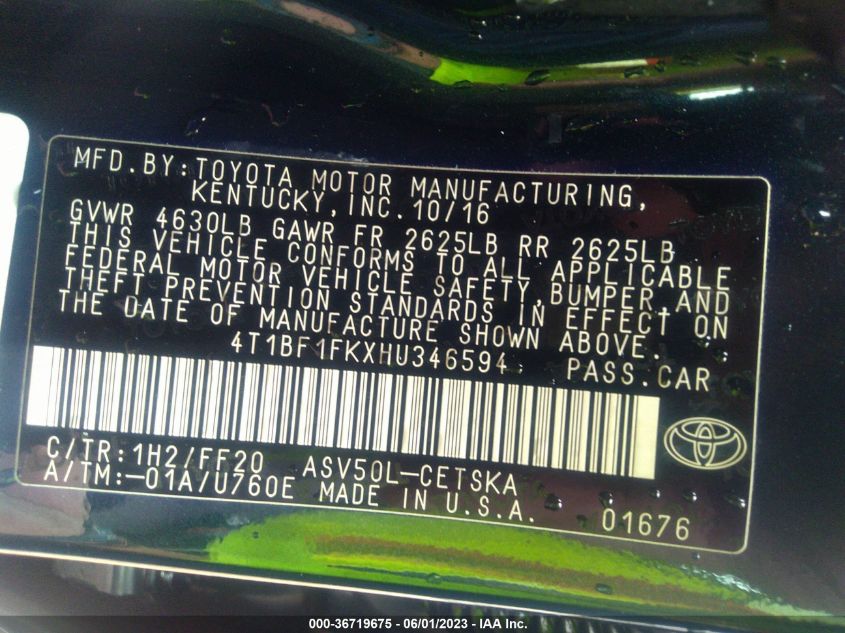 MFD.BY:TOYOTA MOTOR MANUFACTURING,
KENTUCKY,INC.10/16
GVWR 4630LB GAWR FR 2625LB RR 2625LB
THIS VEHICLE CONFORMS TO ALL APPLICABLE
FEDERAL MOTOR VEHICLE SAFETY,BUMPER,AND
THEFT PREVENTION STANDARDS IN EFFECT ON
THE DATE OF MANUFACTURE SHOWN ABOVE.
4T1BF1FKXHU346594 PASS.CAR
C/TR:1H2/FF20 ASV50L-CETSKA
A/TM:-01A/U760E MADE IN U.S.A. 01676
000-36719675 - 06/01/2023 - IAA Inc.